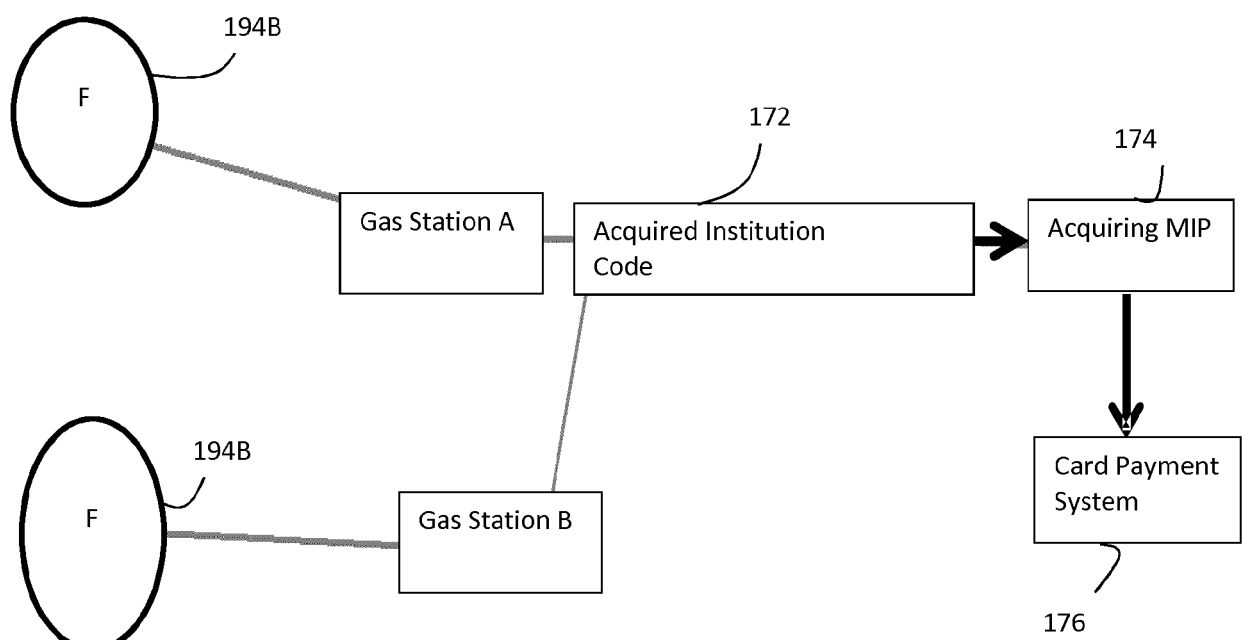 194B
F
172
174
Gas Station A
Acquired Institution
Code
Acquiring MIP
194B
F
Gas Station B
Card Payment
System
176